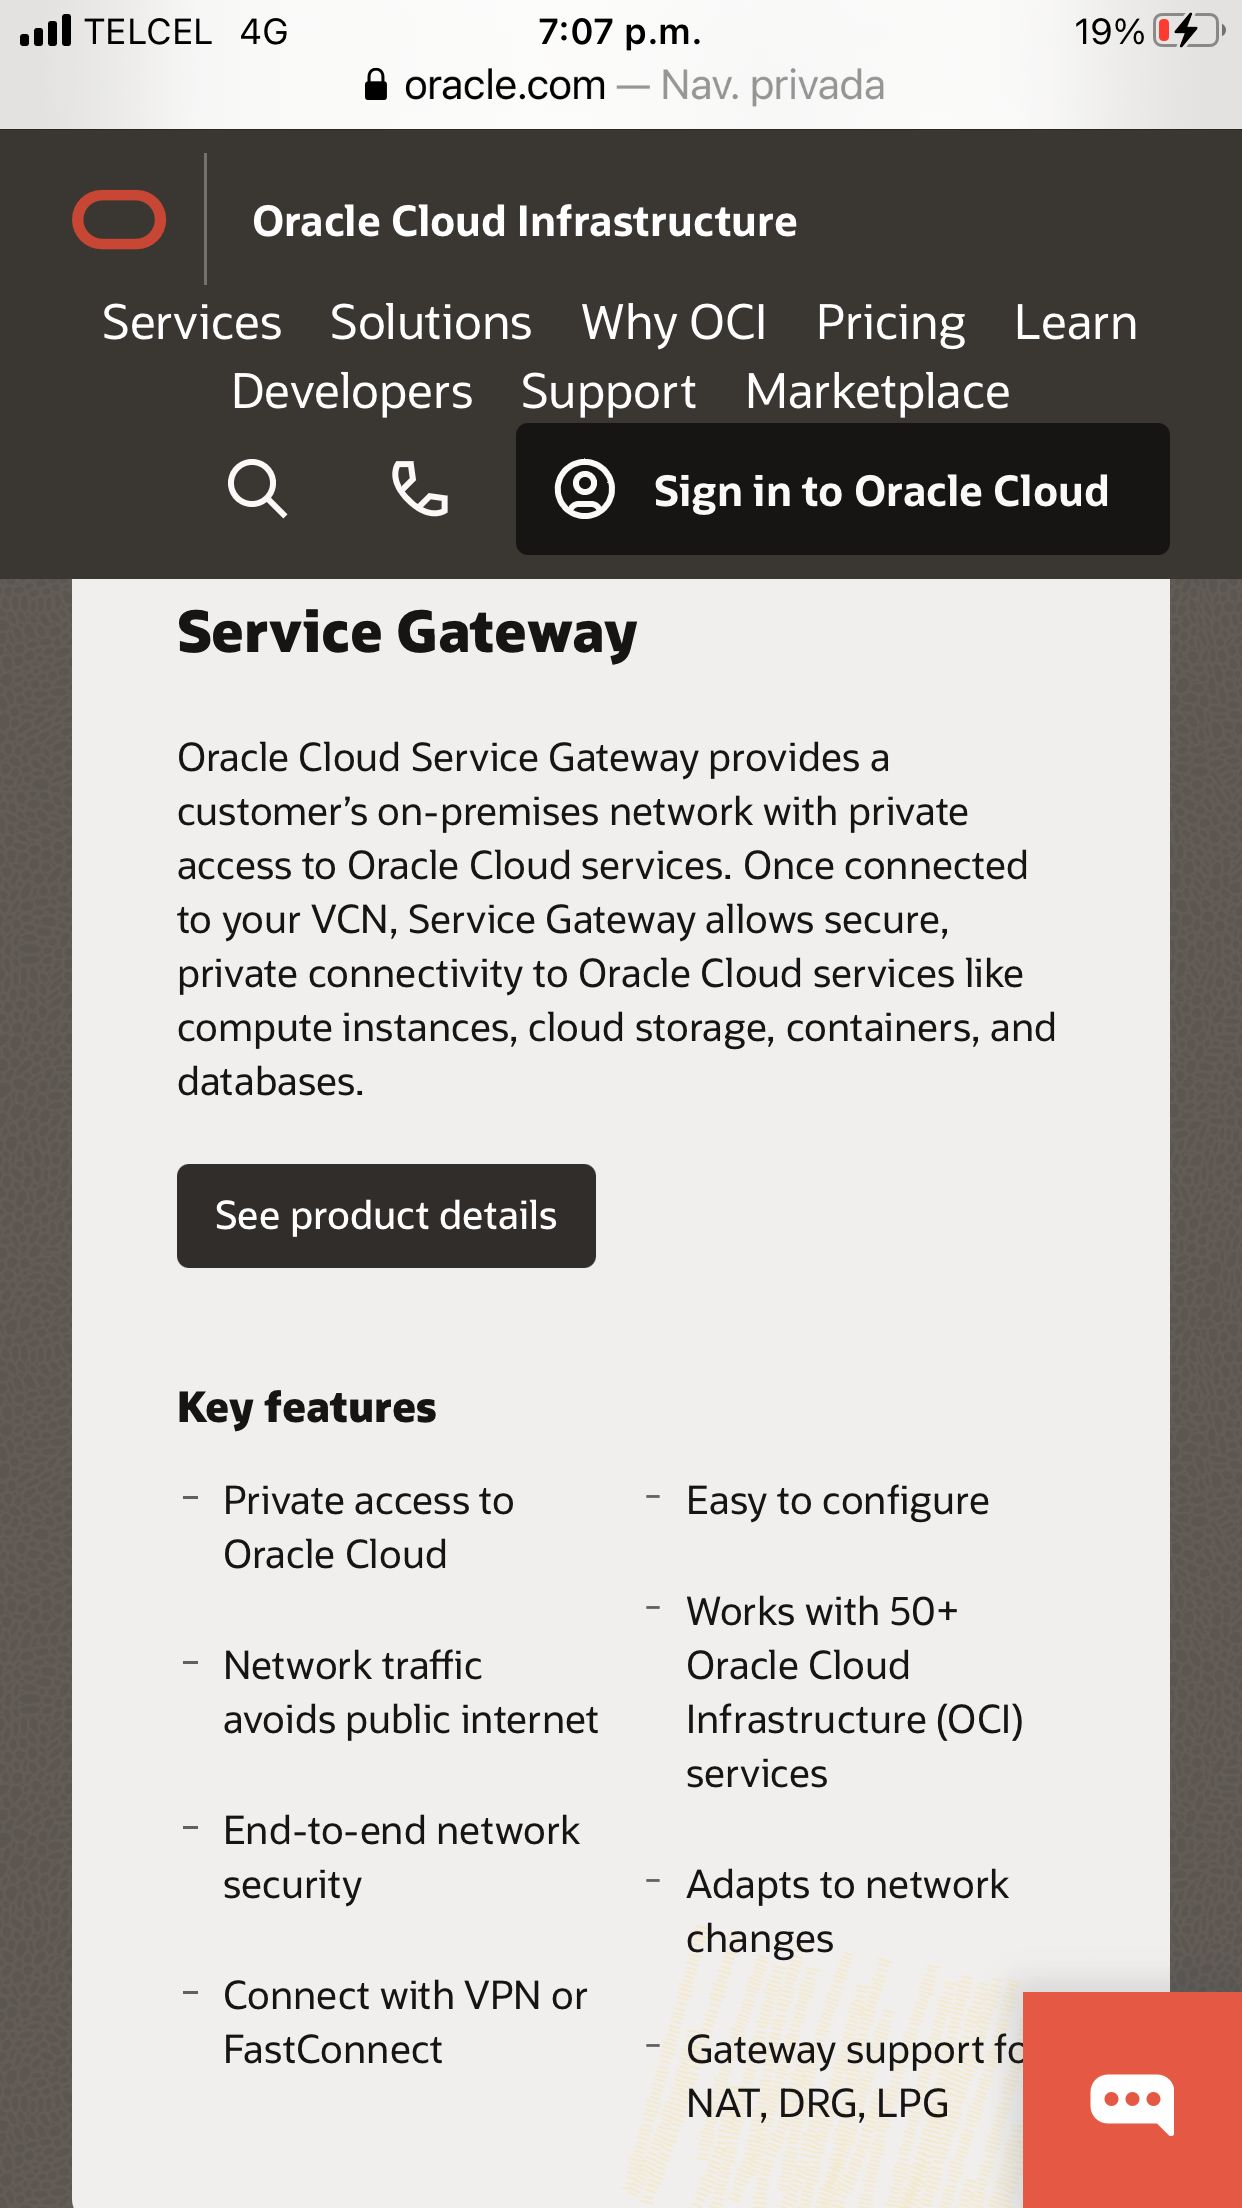 TELCEL 4G 7:07 p.m. 19%
oracle.com — Nav. privada
Oracle Cloud Infrastructure
Services Solutions Why OCI Pricing Learn
Developers Support Marketplace
Sign in to Oracle Cloud
Service Gateway
Oracle Cloud Service Gateway provides a
customer’s on-premises network with private
access to Oracle Cloud services. Once connected
to your VCN, Service Gateway allows secure,
private connectivity to Oracle Cloud services like
compute instances, cloud storage, containers, and
databases.
See product details
Key features
– Private access to
Oracle Cloud
– Network traffic
avoids public internet
– End-to-end network
security
– Connect with VPN or
FastConnect
– Easy to configure
– Works with 50+
Oracle Cloud
Infrastructure (OCI)
services
– Adapts to network
changes
– Gateway support
NAT, DRG, LPG